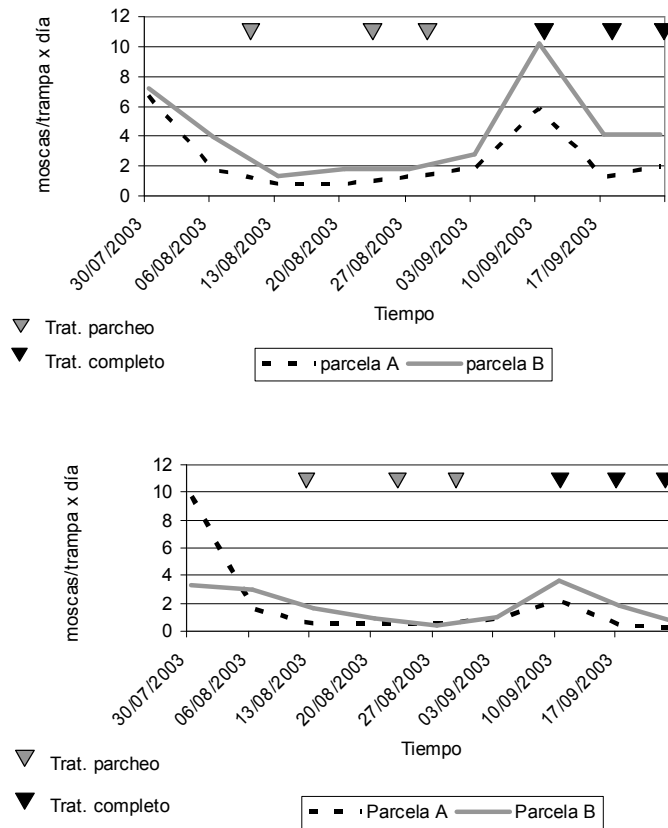 12
10
8
6
4
2
0
moscas/trampa x día
30/07/2003
06/08/2003
13/08/2003
20/08/2003
27/08/2003
03/09/2003
10/09/2003
17/09/2003
Tiempo
Trat. parcheo
Trat. completo
parcela A
parcela B
12
10
8
6
4
2
0
moscas/trampa x día
30/07/2003
06/08/2003
13/08/2003
20/08/2003
27/08/2003
03/09/2003
10/09/2003
17/09/2003
Tiempo
Trat. parcheo
Trat. completo
Parcela A
Parcela B